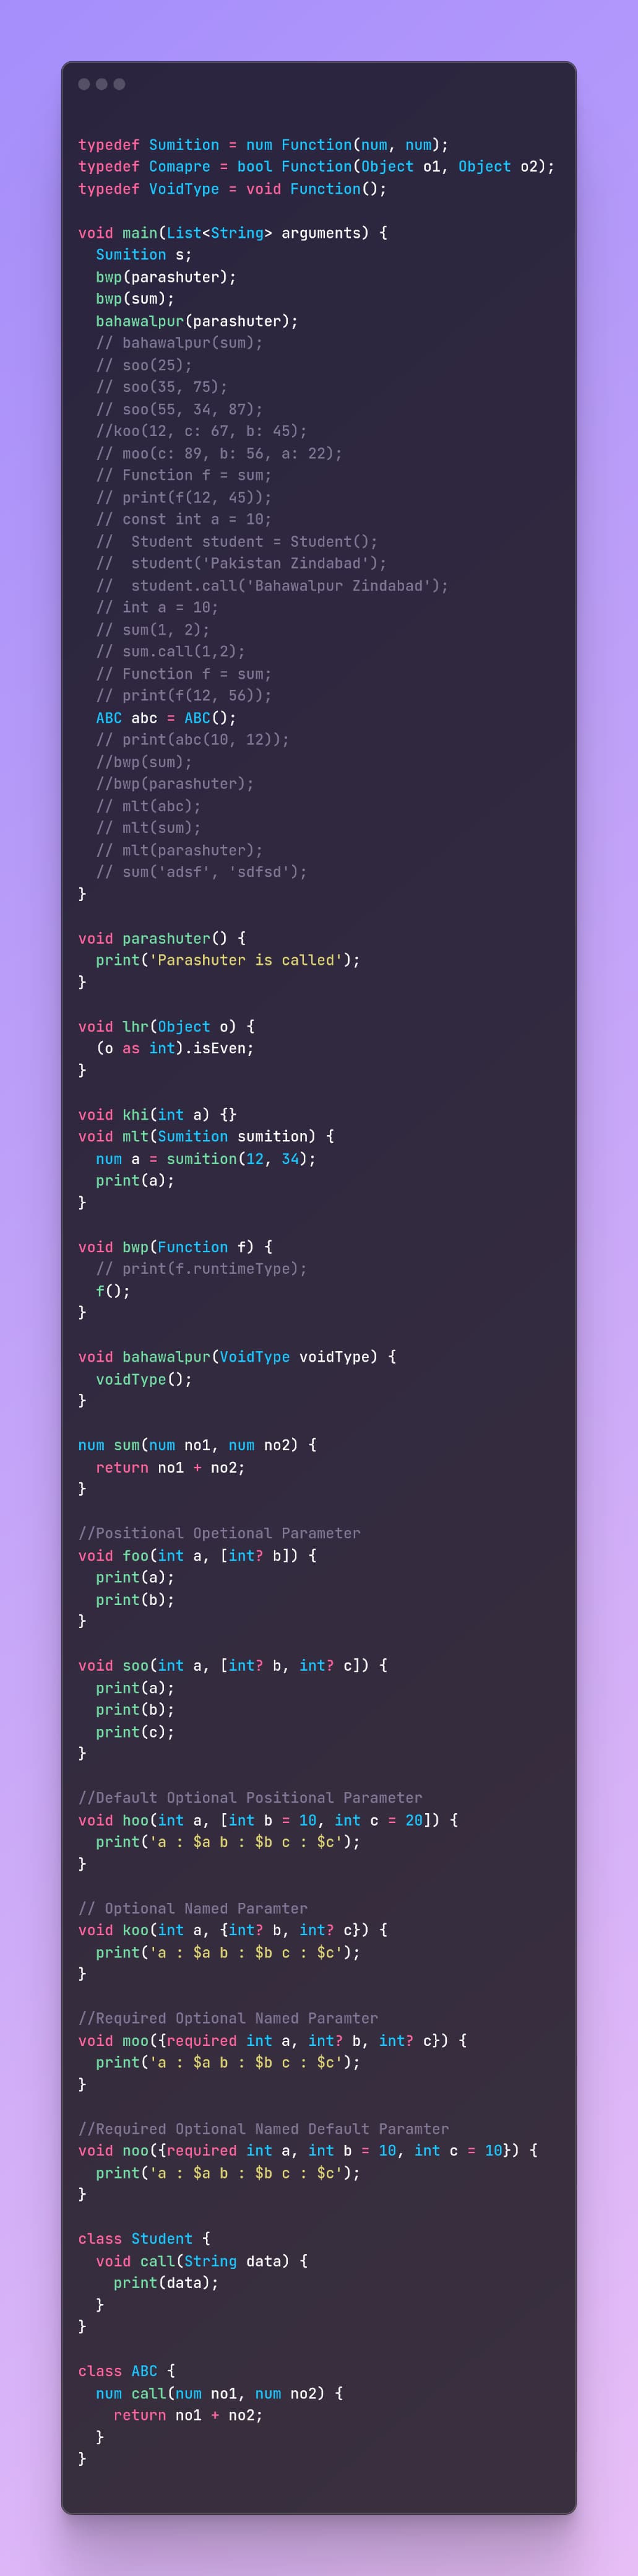 typedef Sumition = num Function(num, num);
typedef Comapre = bool Function(Object o1, Object o2);
typedef VoidType = void Function();

void main(List<String> arguments) {
  Sumition s;
  bwp(parashuter);
  bwp(sum);
  bahawalpur(parashuter);
  // bahawalpur(sum);
  // soo(25);
  // soo(35, 75);
  // soo(55, 34, 87);
  //koo(12, c: 67, b: 45);
  // moo(c: 89, b: 56, a: 22);
  // Function f = sum;
  // print(f(12, 45));
  // const int a = 10;
  //  Student student = Student();
  //  student('Pakistan Zindabad');
  //  student.call('Bahawalpur Zindabad');
  // int a = 10;
  // sum(1, 2);
  // sum.call(1,2);
  // Function f = sum;
  // print(f(12, 56));
  ABC abc = ABC();
  // print(abc(10, 12));
  //bwp(sum);
  //bwp(parashuter);
  // mlt(abc);
  // mlt(sum);
  // mlt(parashuter);
  // sum('adsf', 'sdfsd');
}

void parashuter() {
  print('Parashuter is called');
}

void lhr(Object o) {
  (o as int).isEven;
}

void khi(int a) {}
void mlt(Sumition sumition) {
  num a = sumition(12, 34);
  print(a);
}

void bwp(Function f) {
  // print(f.runtimeType);
  f();
}

void bahawalpur(VoidType voidType) {
  voidType();
}

num sum(num no1, num no2) {
  return no1 + no2;
}

//Positional Opetional Parameter
void foo(int a, [int? b]) {
  print(a);
  print(b);
}

void soo(int a, [int? b, int? c]) {
  print(a);
  print(b);
  print(c);
}

//Default Optional Positional Parameter
void hoo(int a, [int b = 10, int c = 20]) {
  print('a : $a b : $b c : $c');
}

// Optional Named Paramter
void koo(int a, {int? b, int? c}) {
  print('a : $a b : $b c : $c');
}

//Required Optional Named Paramter
void moo({required int a, int? b, int? c}) {
  print('a : $a b : $b c : $c');
}

//Required Optional Named Default Paramter
void noo({required int a, int b = 10, int c = 10}) {
  print('a : $a b : $b c : $c');
}

class Student {
  void call(String data) {
    print(data);
  }
}

class ABC {
  num call(num no1, num no2) {
    return no1 + no2;
  }
}